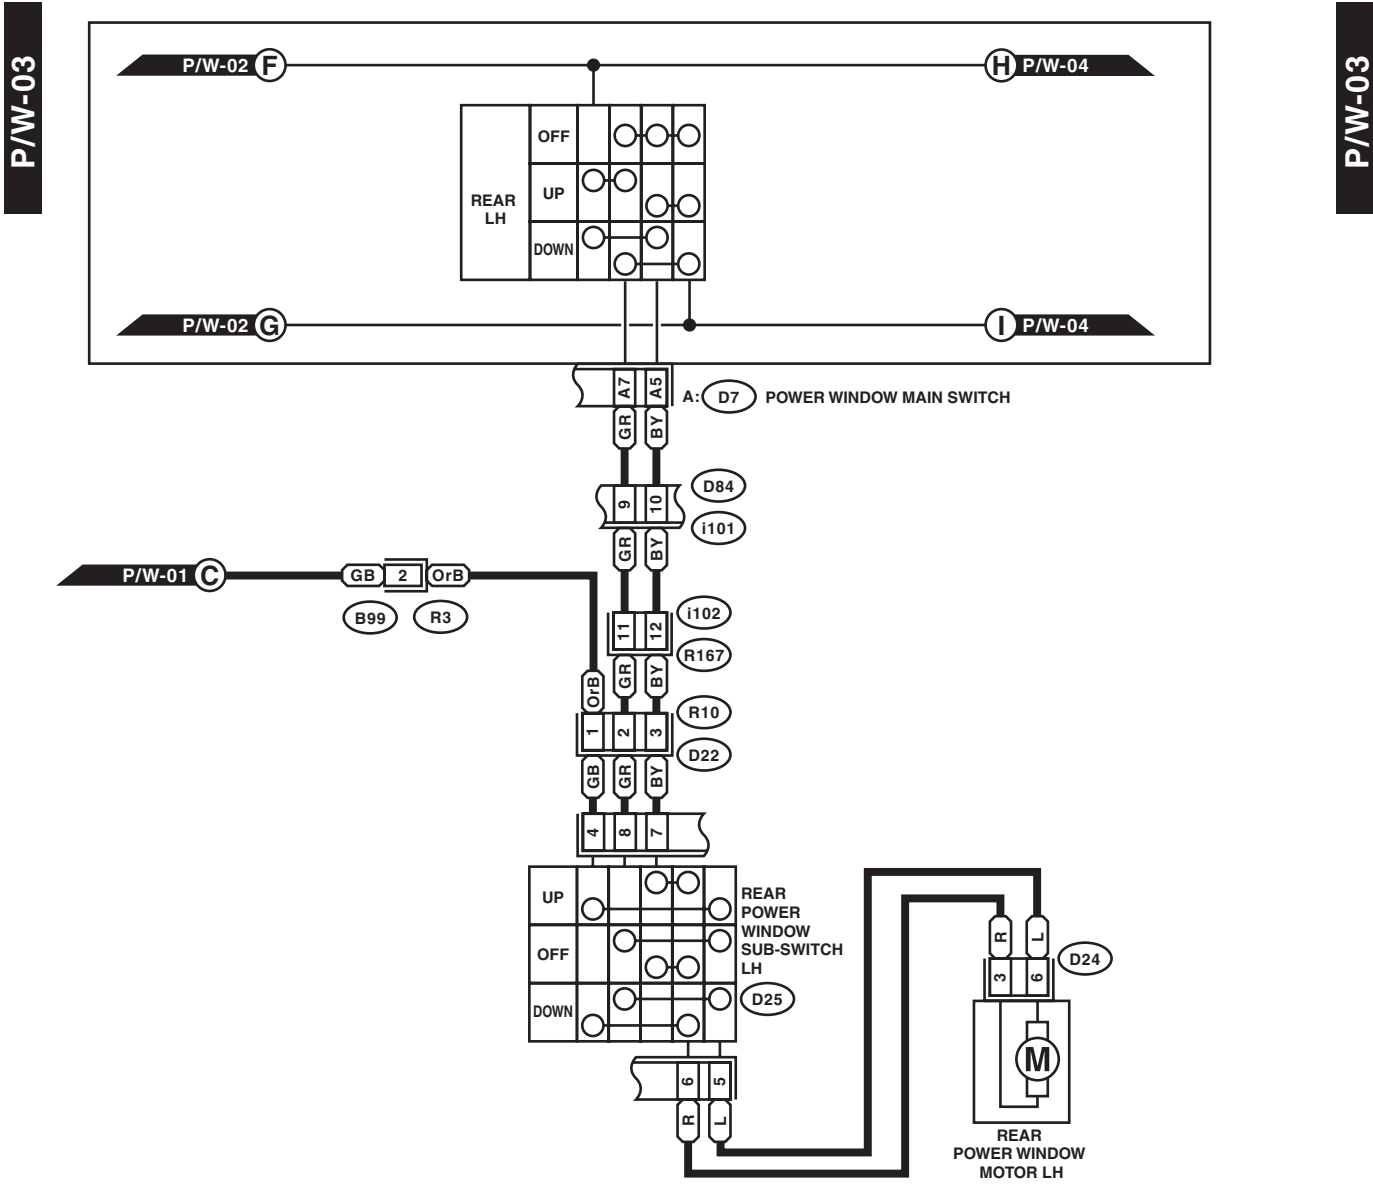 P/W-03
P/W-03
P/W-02 F
H P/W-04
REAR
LH
OFF
UP
DOWN
P/W-02 G
I P/W-04
A7 A5
A: D7 POWER WINDOW MAIN SWITCH
GR BY
D84
9 10
i101
GR BY
P/W-01 C
GB 2 OrB
B99 R3
i102
11 12
R167
OrB GR BY
R10
1 2 3
D22
GB GR BY
4 8 7
UP
OFF
DOWN
REAR
POWER
WINDOW
SUB-SWITCH
LH
D25
6 5
R L
R L
3 6
D24
M
REAR
POWER WINDOW
MOTOR LH